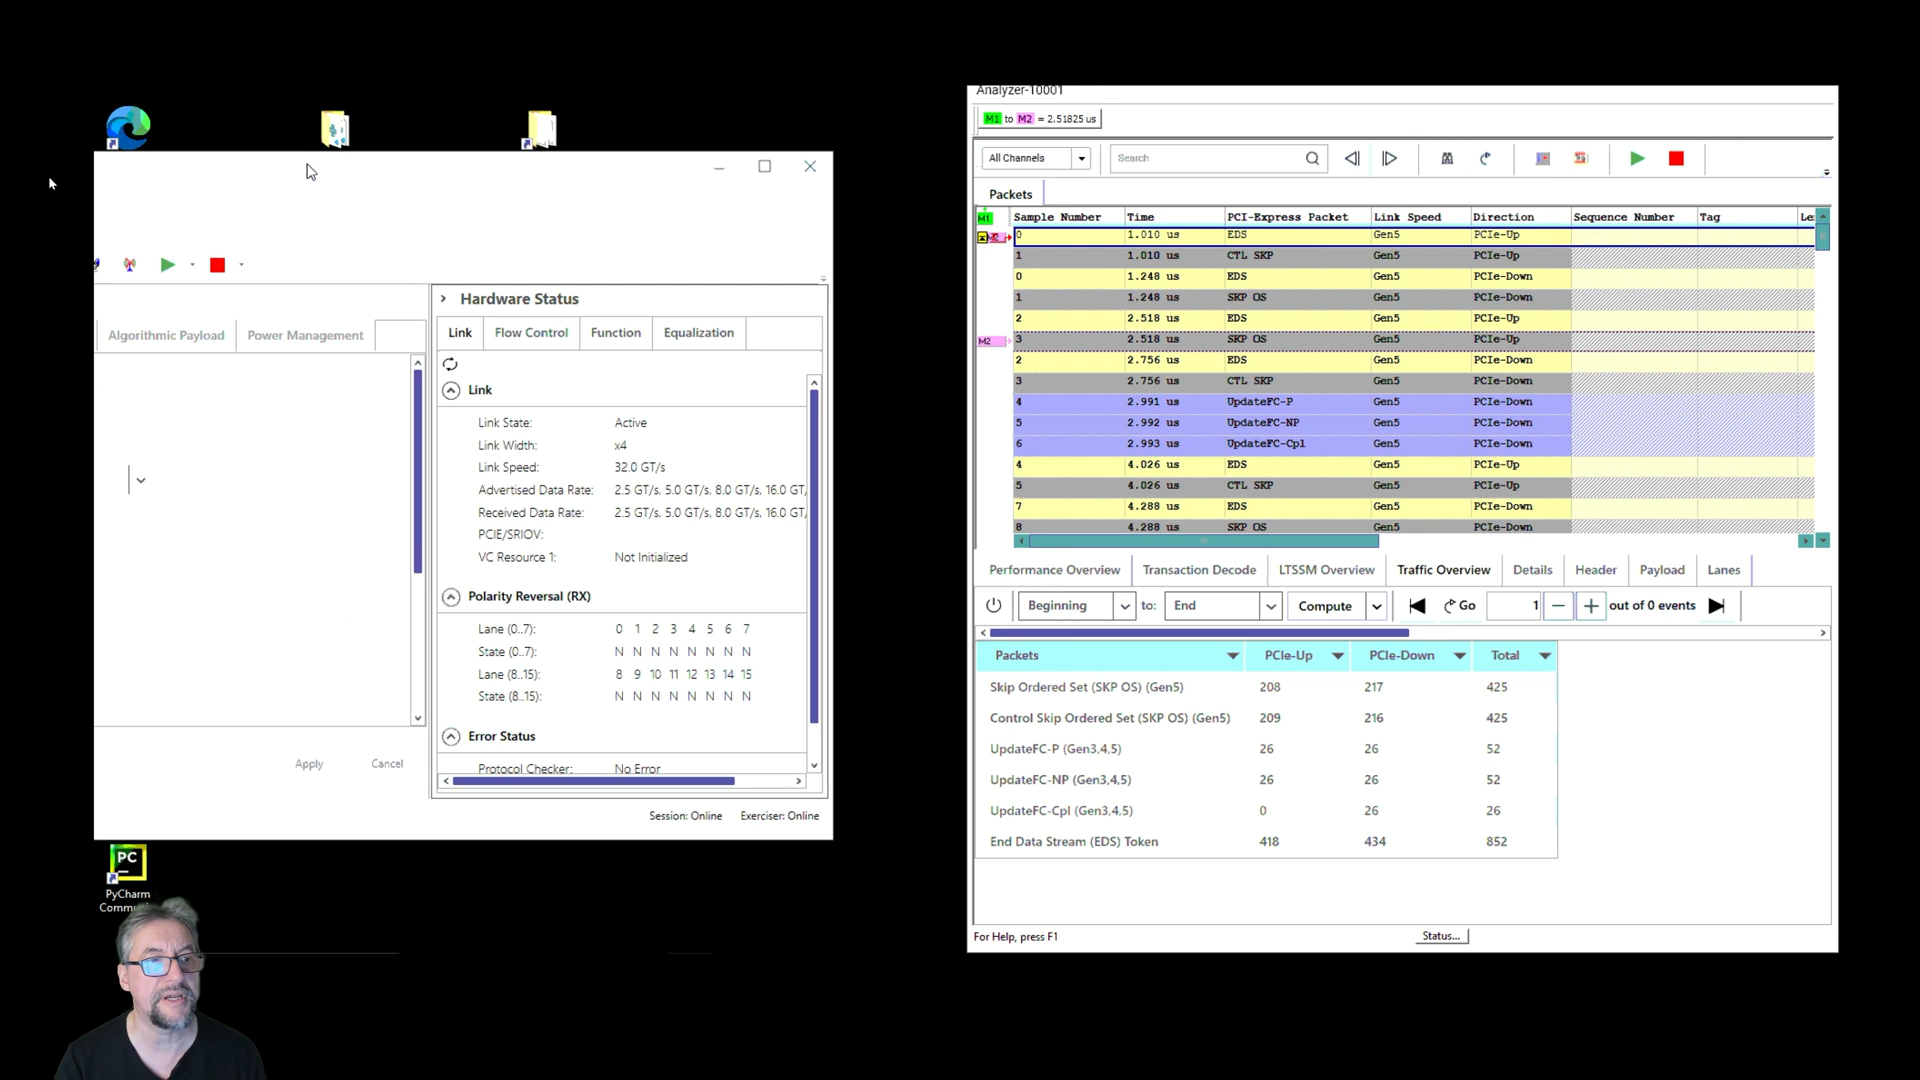 Analyzer-10001
M1 to M2 = 2.51825 us
All Channels Search
Packets
M1 Sample Number Time PCI-Express Packet Link Speed Direction Sequence Number Tag Le
0 1.010 us EDS Gen5 PCIe-Up
1 1.010 us CTL SKP Gen5 PCIe-Up
0 1.248 us EDS Gen5 PCIe-Down
1 1.248 us SKP OS Gen5 PCIe-Down
2 2.518 us EDS Gen5 PCIe-Up
M2 3 2.518 us SKP OS Gen5 PCIe-Up
2 2.756 us EDS Gen5 PCIe-Down
3 2.756 us CTL SKP Gen5 PCIe-Down
4 2.991 us UpdateFC-P Gen5 PCIe-Down
5 2.992 us UpdateFC-NP Gen5 PCIe-Down
6 2.993 us UpdateFC-Cpl Gen5 PCIe-Down
4 4.026 us EDS Gen5 PCIe-Up
5 4.026 us CTL SKP Gen5 PCIe-Up
7 4.288 us EDS Gen5 PCIe-Down
8 4.288 us SKP OS Gen5 PCIe-Down
Performance Overview Transaction Decode LTSSM Overview Traffic Overview Details Header Payload Lanes
Beginning to: End Compute Go 1 out of 0 events
Packets PCIe-Up PCIe-Down Total
Skip Ordered Set (SKP OS) (Gen5) 208 217 425
Control Skip Ordered Set (SKP OS) (Gen5) 209 216 425
UpdateFC-P (Gen3,4,5) 26 26 52
UpdateFC-NP (Gen3,4,5) 26 26 52
UpdateFC-Cpl (Gen3,4,5) 0 26 26
End Data Stream (EDS) Token 418 434 852
For Help, press F1 Status...
Hardware Status
Algorithmic Payload Power Management
Link Flow Control Function Equalization
Link
Link State: Active
Link Width: x4
Link Speed: 32.0 GT/s
Advertised Data Rate: 2.5 GT/s, 5.0 GT/s, 8.0 GT/s, 16.0 GT/
Received Data Rate: 2.5 GT/s, 5.0 GT/s, 8.0 GT/s, 16.0 GT/
PCIE/SRIOV:
VC Resource 1: Not Initialized
Polarity Reversal (RX)
Lane (0..7): 0 1 2 3 4 5 6 7
State (0..7): N N N N N N N N
Lane (8..15): 8 9 10 11 12 13 14 15
State (8..15): N N N N N N N N
Error Status
Protocol Checker: No Error
Apply Cancel
Session: Online Exerciser: Online
PC
PyCharm
Comm